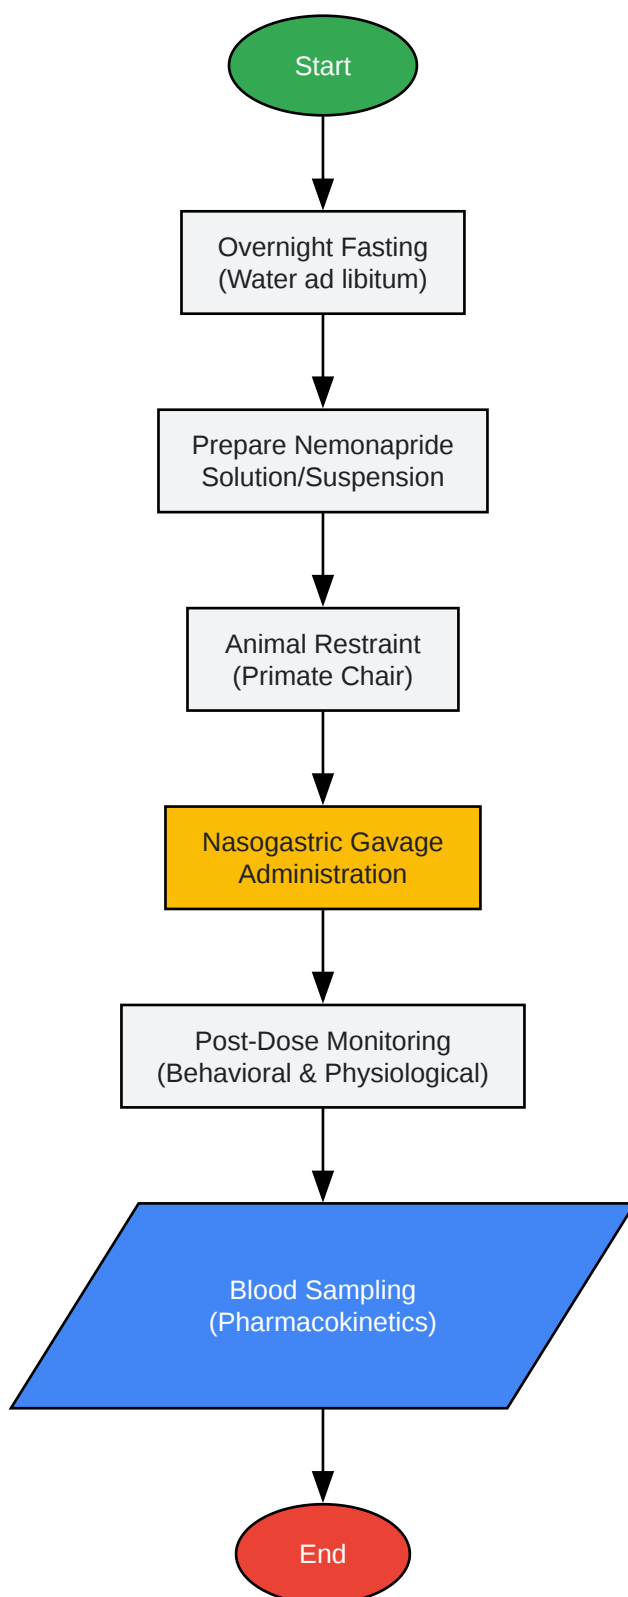 Start
Overnight Fasting
(Water ad libitum)
Prepare Nemonapride
Solution/Suspension
Animal Restraint
(Primate Chair)
Nasogastric Gavage
Administration
Post-Dose Monitoring
(Behavioral & Physiological)
Blood Sampling
(Pharmacokinetics)
End